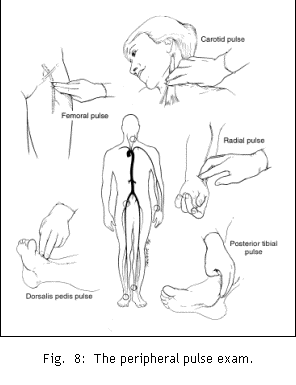 Carotid pulse
Femoral pulse
Radial pulse
Posterior tibial
pulse
Dorsalis pedis pulse
Fig. 8: The peripheral pulse exam.